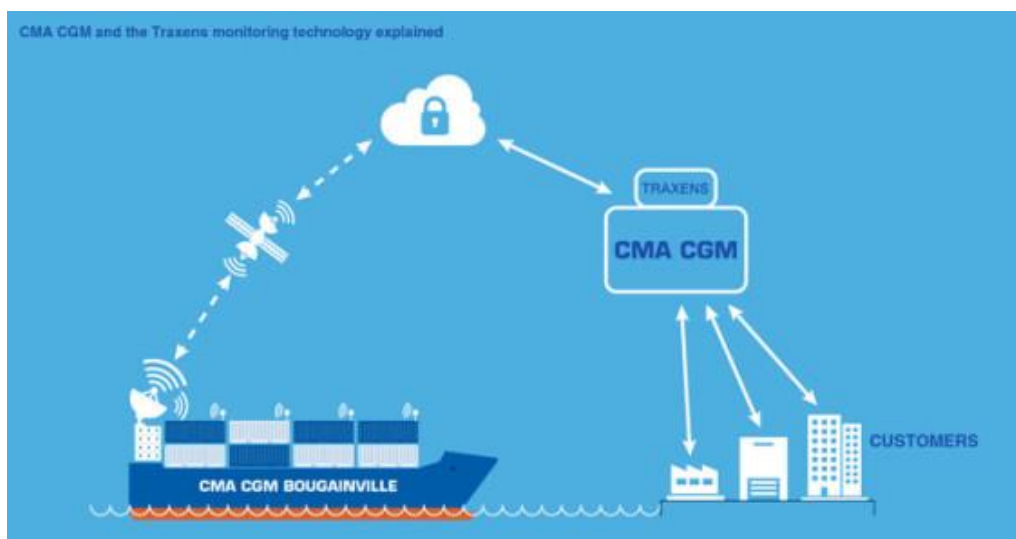 CMA CGM and the Traxens monitoring technology explained
TRAXENS
CMA CGM
CUSTOMERS
CMA CGM BOUGAINVILLE